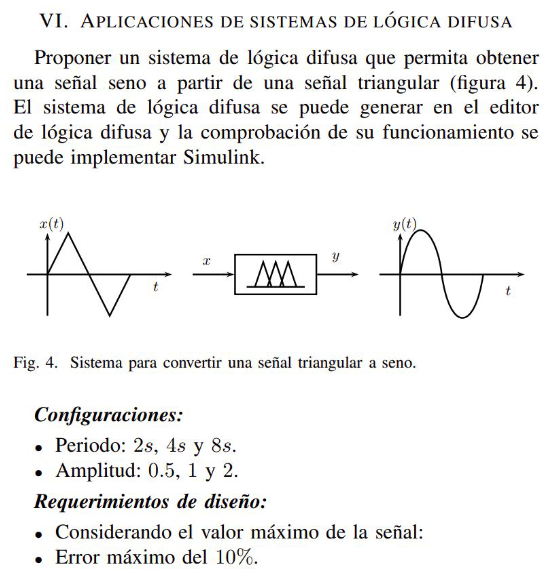 VI. APLICACIONES DE SISTEMAS DE LÓGICA DIFUSA
Proponer un sistema de lógica difusa que permita obtener
una señal seno a partir de una señal triangular (figura 4).
El sistema de lógica difusa se puede generar en el editor
de lógica difusa y la comprobación de su funcionamiento se
puede implementar Simulink.
x(t)
t
x
y
y(t)
t
Fig. 4. Sistema para convertir una señal triangular a seno.
Configuraciones:
• Periodo: 2s, 4s y 8s.
• Amplitud: 0.5, 1 y 2.
Requerimientos de diseño:
• Considerando el valor máximo de la señal:
• Error máximo del 10%.